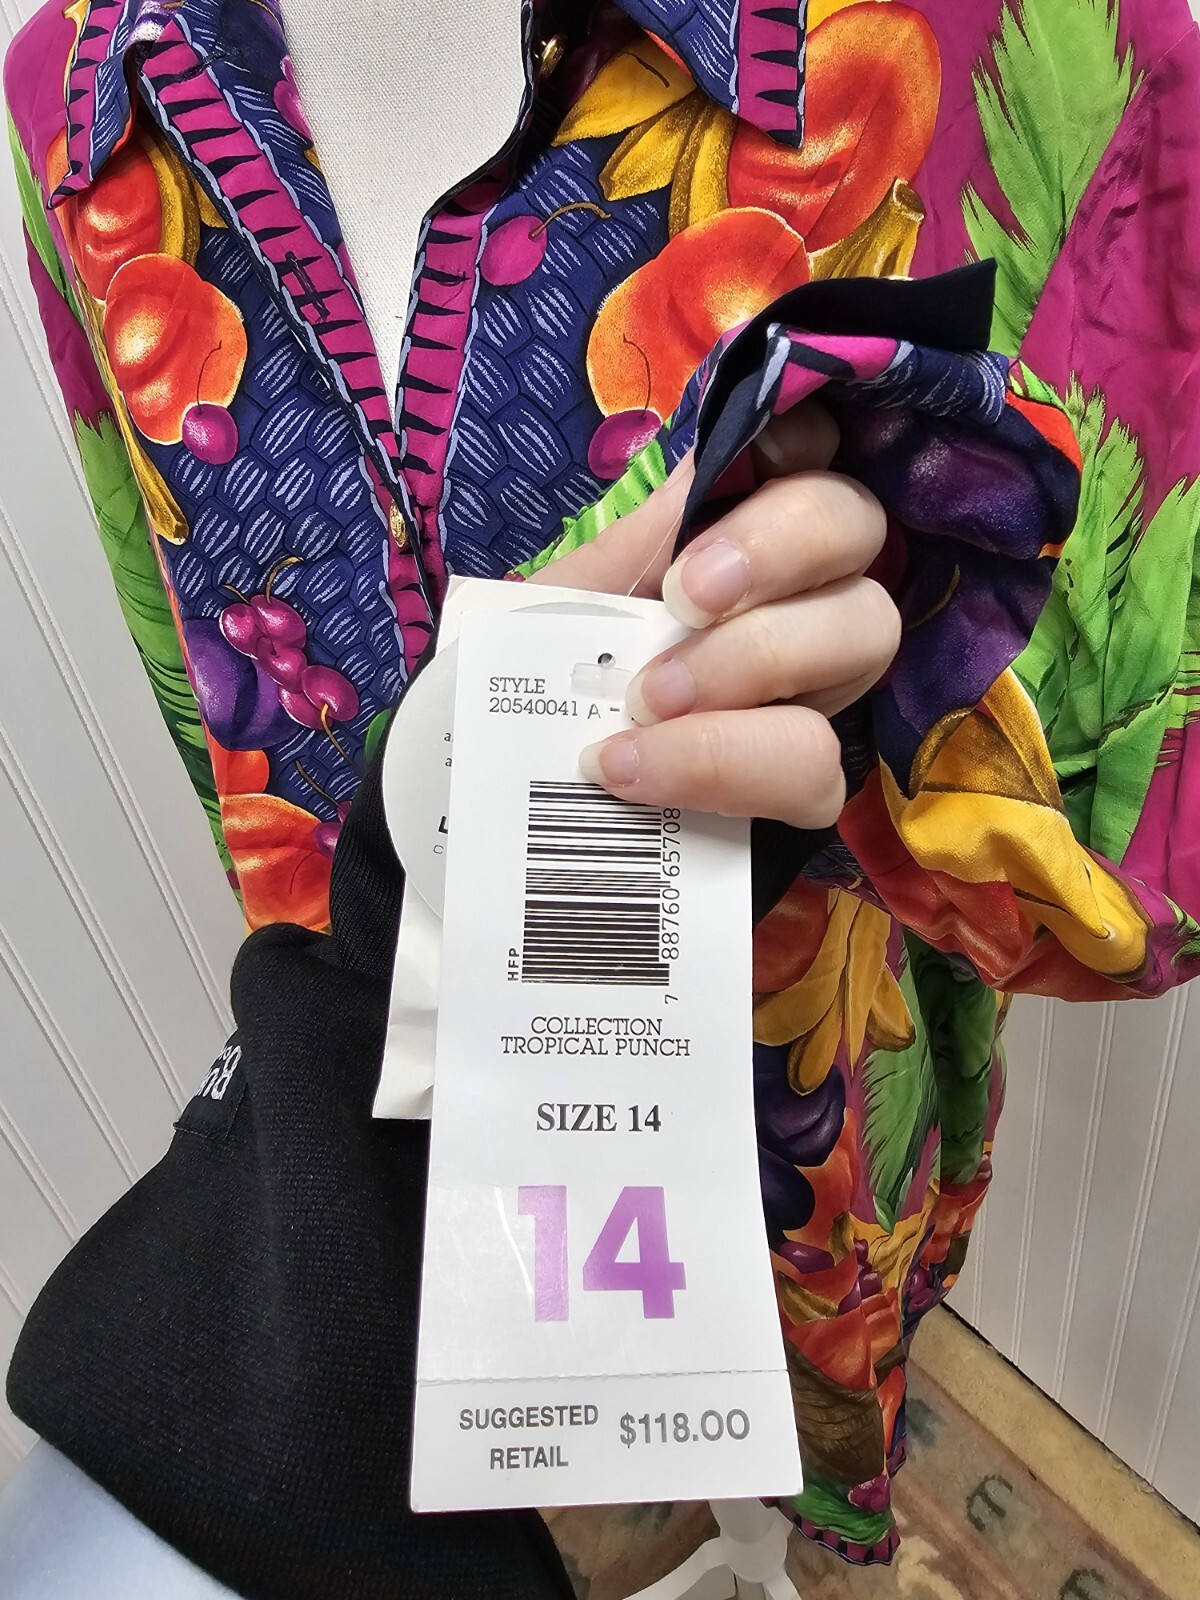 STYLE
20540041 A -
HFP
7 88760 65708
COLLECTION
TROPICAL PUNCH
SIZE 14
14
SUGGESTED
RETAIL
$118.00